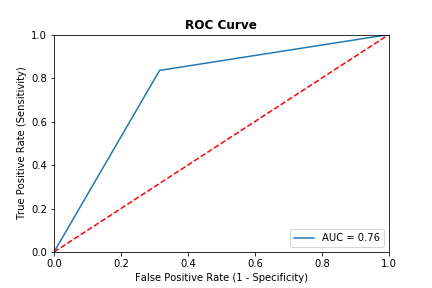 ROC Curve
True Positive Rate (Sensitivity)
1.0
0.8
0.6
0.4
0.2
0.0
0.0 0.2 0.4 0.6 0.8 1.0
AUC = 0.76
False Positive Rate (1 - Specificity)